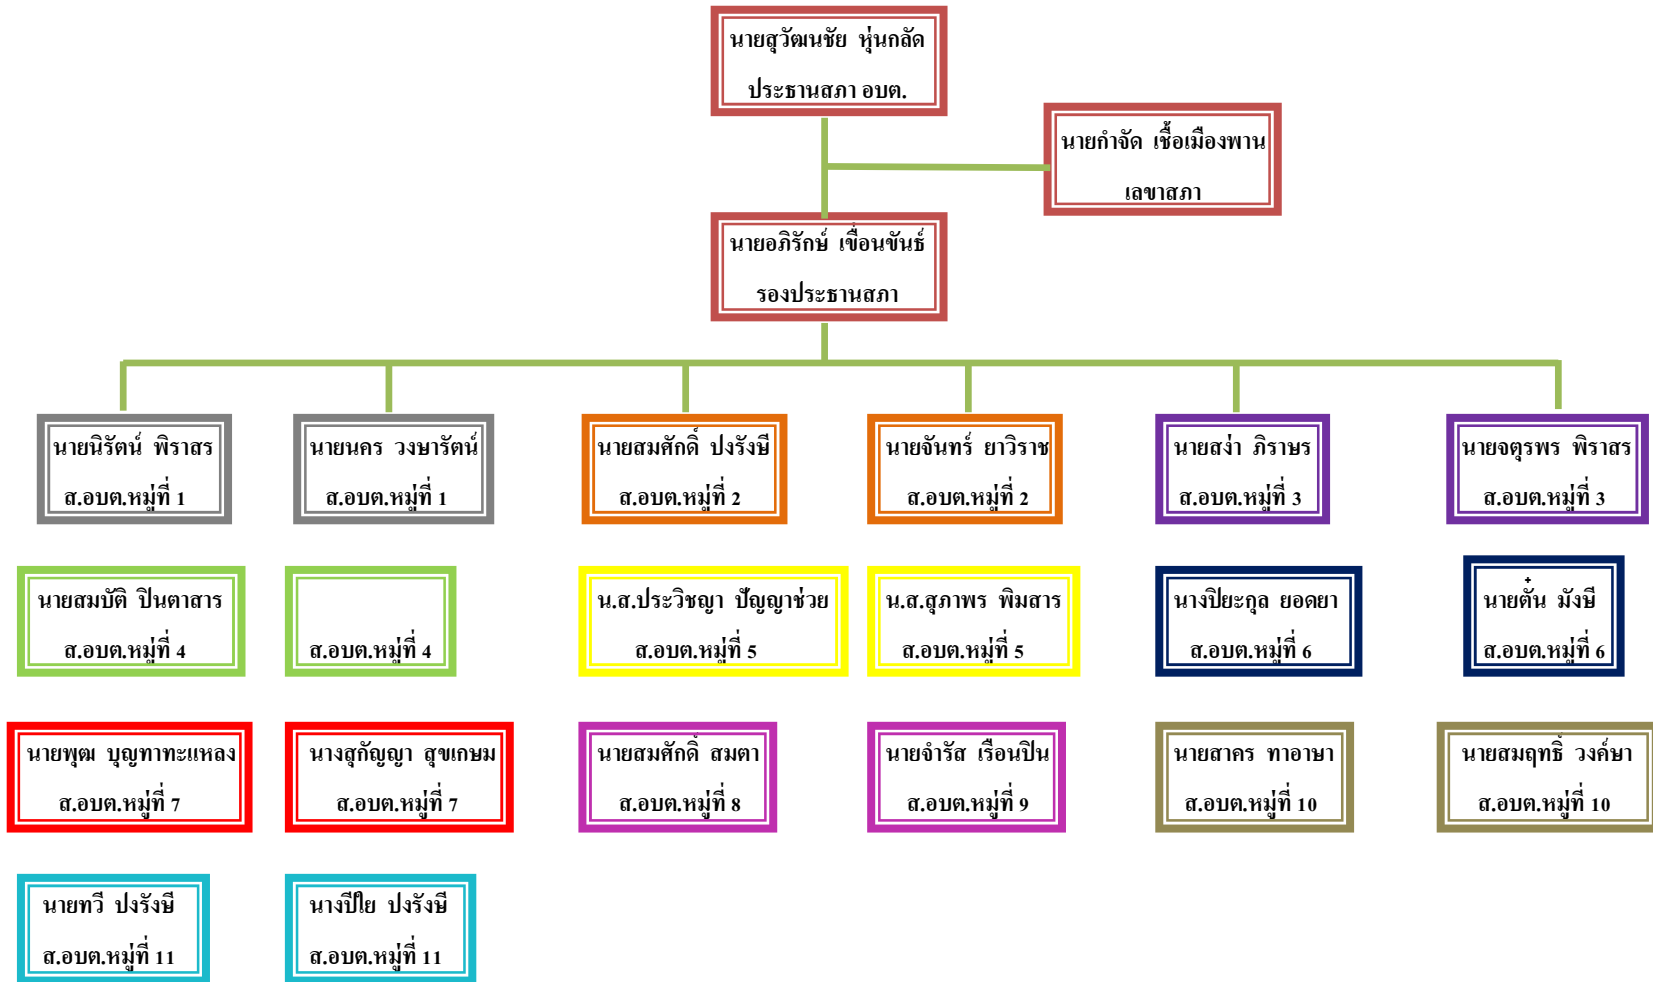 นายสุวัฒนชัย หุ่นกลัด
ประธานสภา อบต.
นายกำจัด เชื้อเมืองพาน
เลขาสภา
นายอภิรักษ์ เขื่อนขันธ์
รองประธานสภา
นายนิรัตน์ พิราสร
ส.อบต.หมู่ที่ 1
นายนคร วงษารัตน์
ส.อบต.หมู่ที่ 1
นายสมศักดิ์ ปงรังษี
ส.อบต.หมู่ที่ 2
นายจันทร์ ยาวิราช
ส.อบต.หมู่ที่ 2
นายสง่า ภิราษร
ส.อบต.หมู่ที่ 3
นายจตุรพร พิราสร
ส.อบต.หมู่ที่ 3
นายสมบัติ ปินตาสาร
ส.อบต.หมู่ที่ 4
ส.อบต.หมู่ที่ 4
น.ส.ประวิชญา ปัญญาช่วย
ส.อบต.หมู่ที่ 5
น.ส.สุภาพร พิมสาร
ส.อบต.หมู่ที่ 5
นางปิยะกุล ยอดยา
ส.อบต.หมู่ที่ 6
นายตั๋น มังษี
ส.อบต.หมู่ที่ 6
นายพุฒ บุญทาทะแหลง
ส.อบต.หมู่ที่ 7
นางสุกัญญา สุขเกษม
ส.อบต.หมู่ที่ 7
นายสมศักดิ์ สมตา
ส.อบต.หมู่ที่ 8
นายจำรัส เรือนปิน
ส.อบต.หมู่ที่ 9
นายสาคร ทาอาษา
ส.อบต.หมู่ที่ 10
นายสมฤทธิ์ วงค์ษา
ส.อบต.หมู่ที่ 10
นายทวี ปงรังษี
ส.อบต.หมู่ที่ 11
นางปีใย ปงรังษี
ส.อบต.หมู่ที่ 11